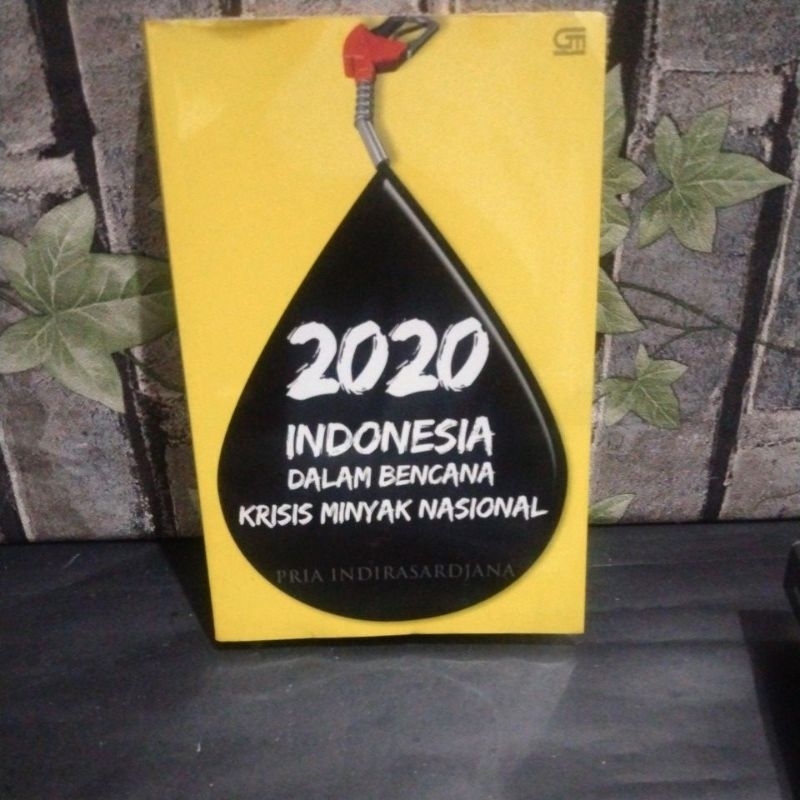 2020
INDONESIA
DALAM BENCANA
KRISIS MINYAK NASIONAL
PRIA INDIRASARDJANA